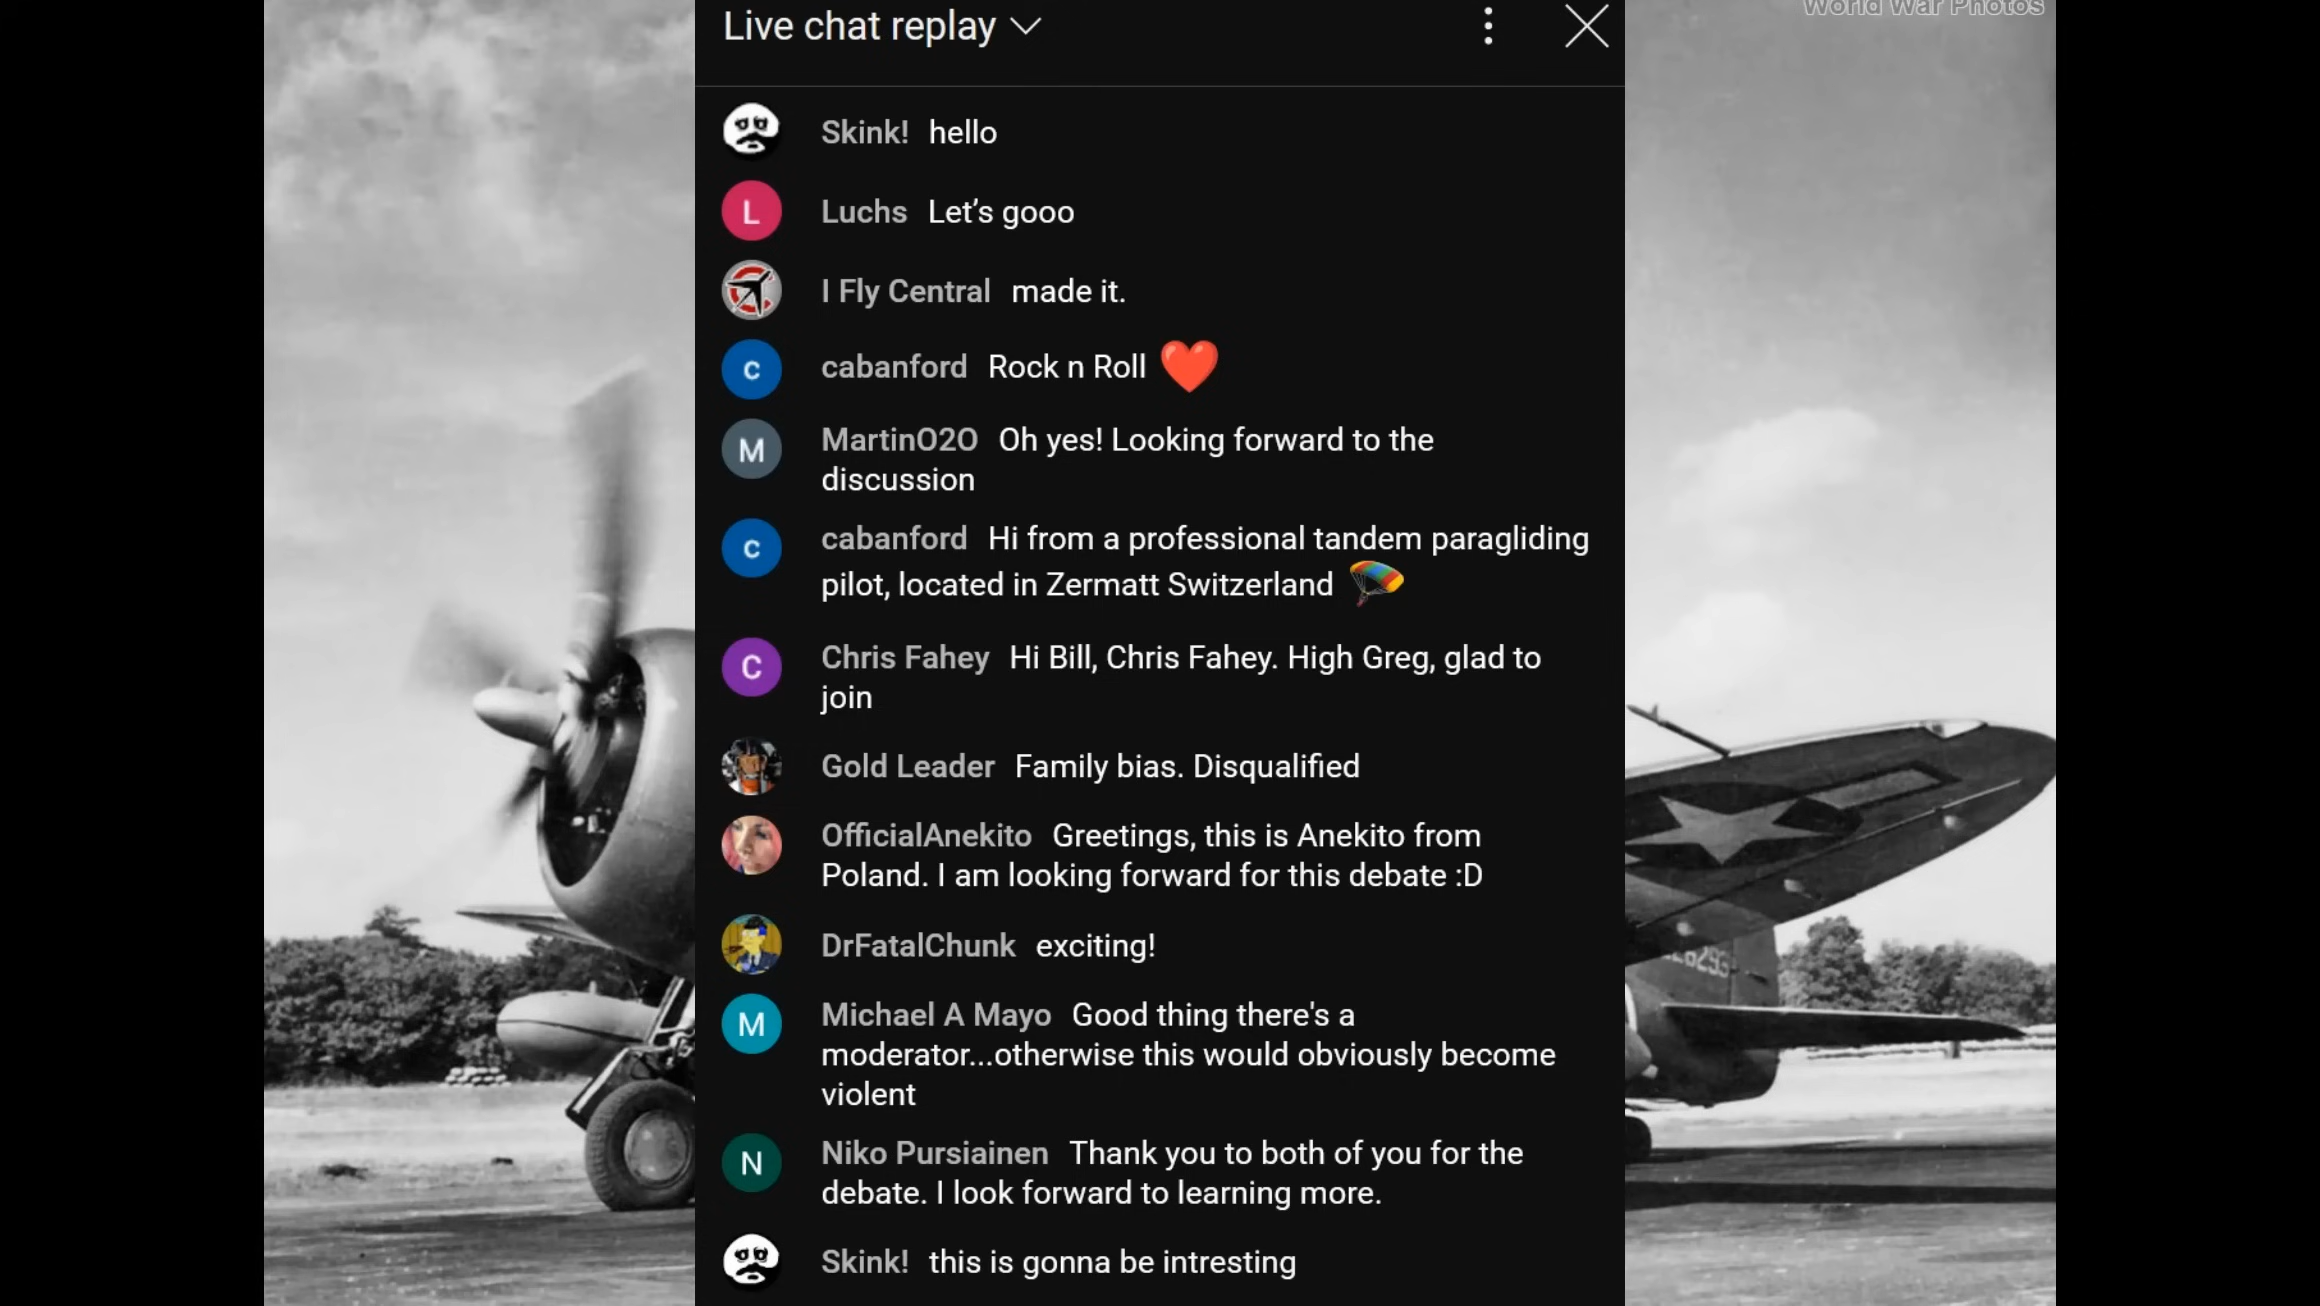 World War Photos
Live chat replay
Skink! hello
L
Luchs Let’s gooo
I Fly Central made it.
c
cabanford Rock n Roll ❤️
M
MartinO2O Oh yes! Looking forward to the
discussion
c
cabanford Hi from a professional tandem paragliding
pilot, located in Zermatt Switzerland 🪂
C
Chris Fahey Hi Bill, Chris Fahey. High Greg, glad to
join
Gold Leader Family bias. Disqualified
OfficialAnekito Greetings, this is Anekito from
Poland. I am looking forward for this debate :D
DrFatalChunk exciting!
M
Michael A Mayo Good thing there's a
moderator...otherwise this would obviously become
violent
N
Niko Pursiainen Thank you to both of you for the
debate. I look forward to learning more.
Skink! this is gonna be intresting